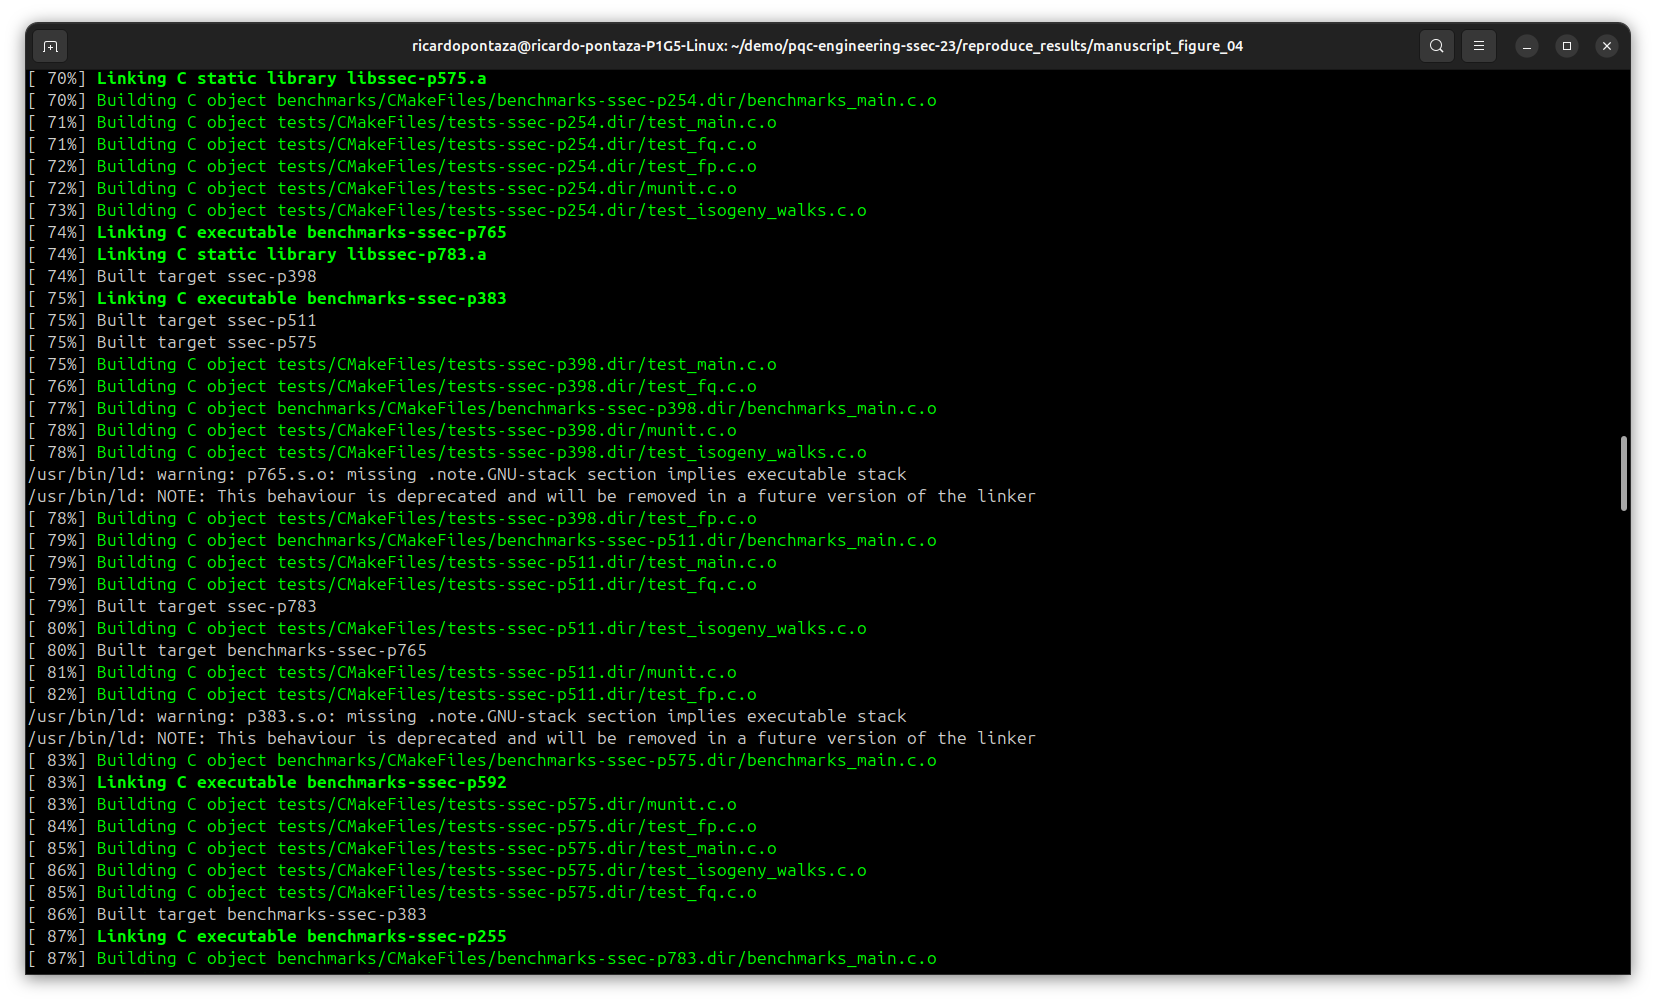 ricardopontaza@ricardo-pontaza-P1G5-Linux: ~/demo/pqc-engineering-ssec-23/reproduce_results/manuscript_figure_04
[ 70%] Linking C static library libssec-p575.a
[ 70%] Building C object benchmarks/CMakeFiles/benchmarks-ssec-p254.dir/benchmarks_main.c.o
[ 71%] Building C object tests/CMakeFiles/tests-ssec-p254.dir/test_main.c.o
[ 71%] Building C object tests/CMakeFiles/tests-ssec-p254.dir/test_fq.c.o
[ 72%] Building C object tests/CMakeFiles/tests-ssec-p254.dir/test_fp.c.o
[ 72%] Building C object tests/CMakeFiles/tests-ssec-p254.dir/munit.c.o
[ 73%] Building C object tests/CMakeFiles/tests-ssec-p254.dir/test_isogeny_walks.c.o
[ 74%] Linking C executable benchmarks-ssec-p765
[ 74%] Linking C static library libssec-p783.a
[ 74%] Built target ssec-p398
[ 75%] Linking C executable benchmarks-ssec-p383
[ 75%] Built target ssec-p511
[ 75%] Built target ssec-p575
[ 75%] Building C object tests/CMakeFiles/tests-ssec-p398.dir/test_main.c.o
[ 76%] Building C object tests/CMakeFiles/tests-ssec-p398.dir/test_fq.c.o
[ 77%] Building C object benchmarks/CMakeFiles/benchmarks-ssec-p398.dir/benchmarks_main.c.o
[ 78%] Building C object tests/CMakeFiles/tests-ssec-p398.dir/munit.c.o
[ 78%] Building C object tests/CMakeFiles/tests-ssec-p398.dir/test_isogeny_walks.c.o
/usr/bin/ld: warning: p765.s.o: missing .note.GNU-stack section implies executable stack
/usr/bin/ld: NOTE: This behaviour is deprecated and will be removed in a future version of the linker
[ 78%] Building C object tests/CMakeFiles/tests-ssec-p398.dir/test_fp.c.o
[ 79%] Building C object benchmarks/CMakeFiles/benchmarks-ssec-p511.dir/benchmarks_main.c.o
[ 79%] Building C object tests/CMakeFiles/tests-ssec-p511.dir/test_main.c.o
[ 79%] Building C object tests/CMakeFiles/tests-ssec-p511.dir/test_fq.c.o
[ 79%] Built target ssec-p783
[ 80%] Building C object tests/CMakeFiles/tests-ssec-p511.dir/test_isogeny_walks.c.o
[ 80%] Built target benchmarks-ssec-p765
[ 81%] Building C object tests/CMakeFiles/tests-ssec-p511.dir/munit.c.o
[ 82%] Building C object tests/CMakeFiles/tests-ssec-p511.dir/test_fp.c.o
/usr/bin/ld: warning: p383.s.o: missing .note.GNU-stack section implies executable stack
/usr/bin/ld: NOTE: This behaviour is deprecated and will be removed in a future version of the linker
[ 83%] Building C object benchmarks/CMakeFiles/benchmarks-ssec-p575.dir/benchmarks_main.c.o
[ 83%] Linking C executable benchmarks-ssec-p592
[ 83%] Building C object tests/CMakeFiles/tests-ssec-p575.dir/munit.c.o
[ 84%] Building C object tests/CMakeFiles/tests-ssec-p575.dir/test_fp.c.o
[ 85%] Building C object tests/CMakeFiles/tests-ssec-p575.dir/test_main.c.o
[ 86%] Building C object tests/CMakeFiles/tests-ssec-p575.dir/test_isogeny_walks.c.o
[ 85%] Building C object tests/CMakeFiles/tests-ssec-p575.dir/test_fq.c.o
[ 86%] Built target benchmarks-ssec-p383
[ 87%] Linking C executable benchmarks-ssec-p255
[ 87%] Building C object benchmarks/CMakeFiles/benchmarks-ssec-p783.dir/benchmarks_main.c.o